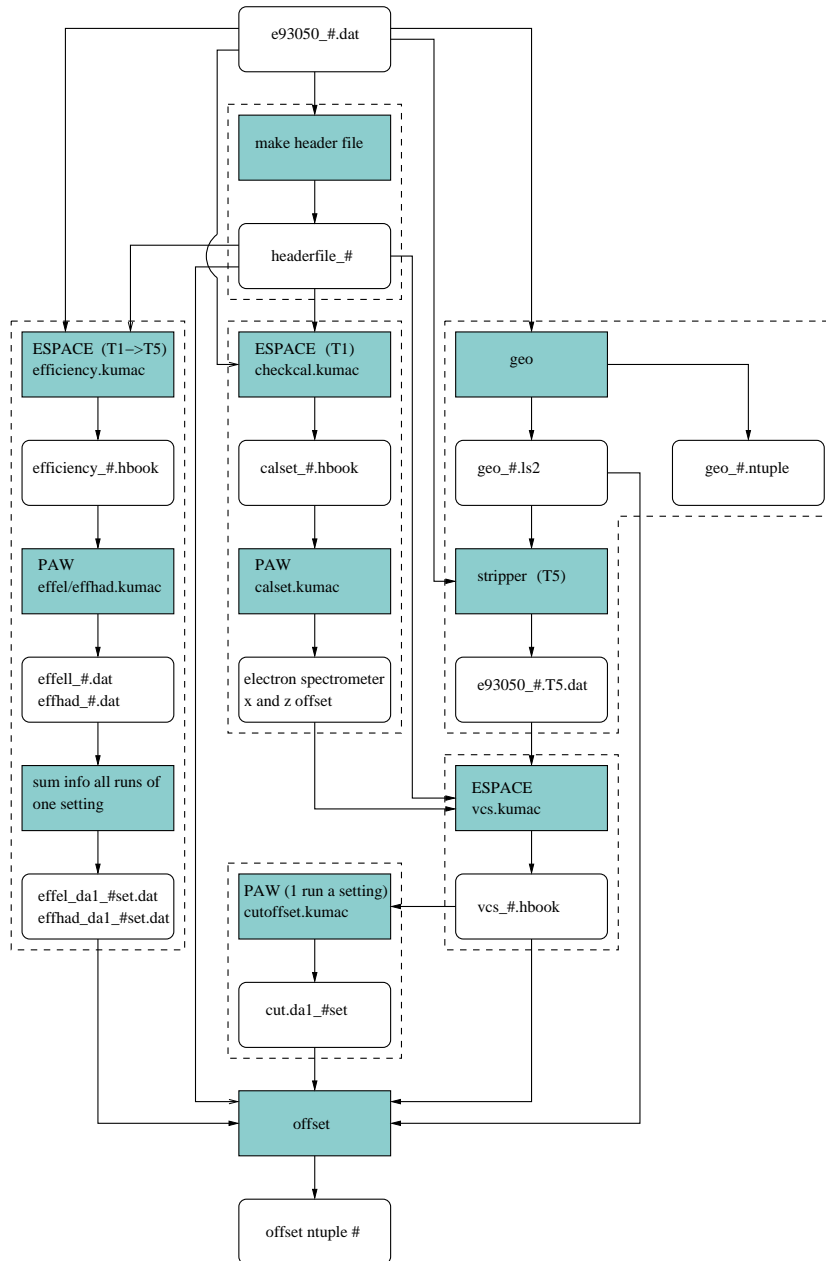 e93050_#.dat
make header file
headerfile_#
ESPACE (T1->T5)
efficiency.kumac
ESPACE (T1)
checkcal.kumac
geo
efficiency_#.hbook
calset_#.hbook
geo_#.ls2
geo_#.ntuple
PAW
effel/effhad.kumac
PAW
calset.kumac
stripper (T5)
effell_#.dat
effhad_#.dat
electron spectrometer
x and z offset
e93050_#.T5.dat
sum info all runs of
one setting
ESPACE
vcs.kumac
effel_da1_#set.dat
effhad_da1_#set.dat
PAW (1 run a setting)
cutoffset.kumac
vcs_#.hbook
cut.da1_#set
offset
offset ntuple #